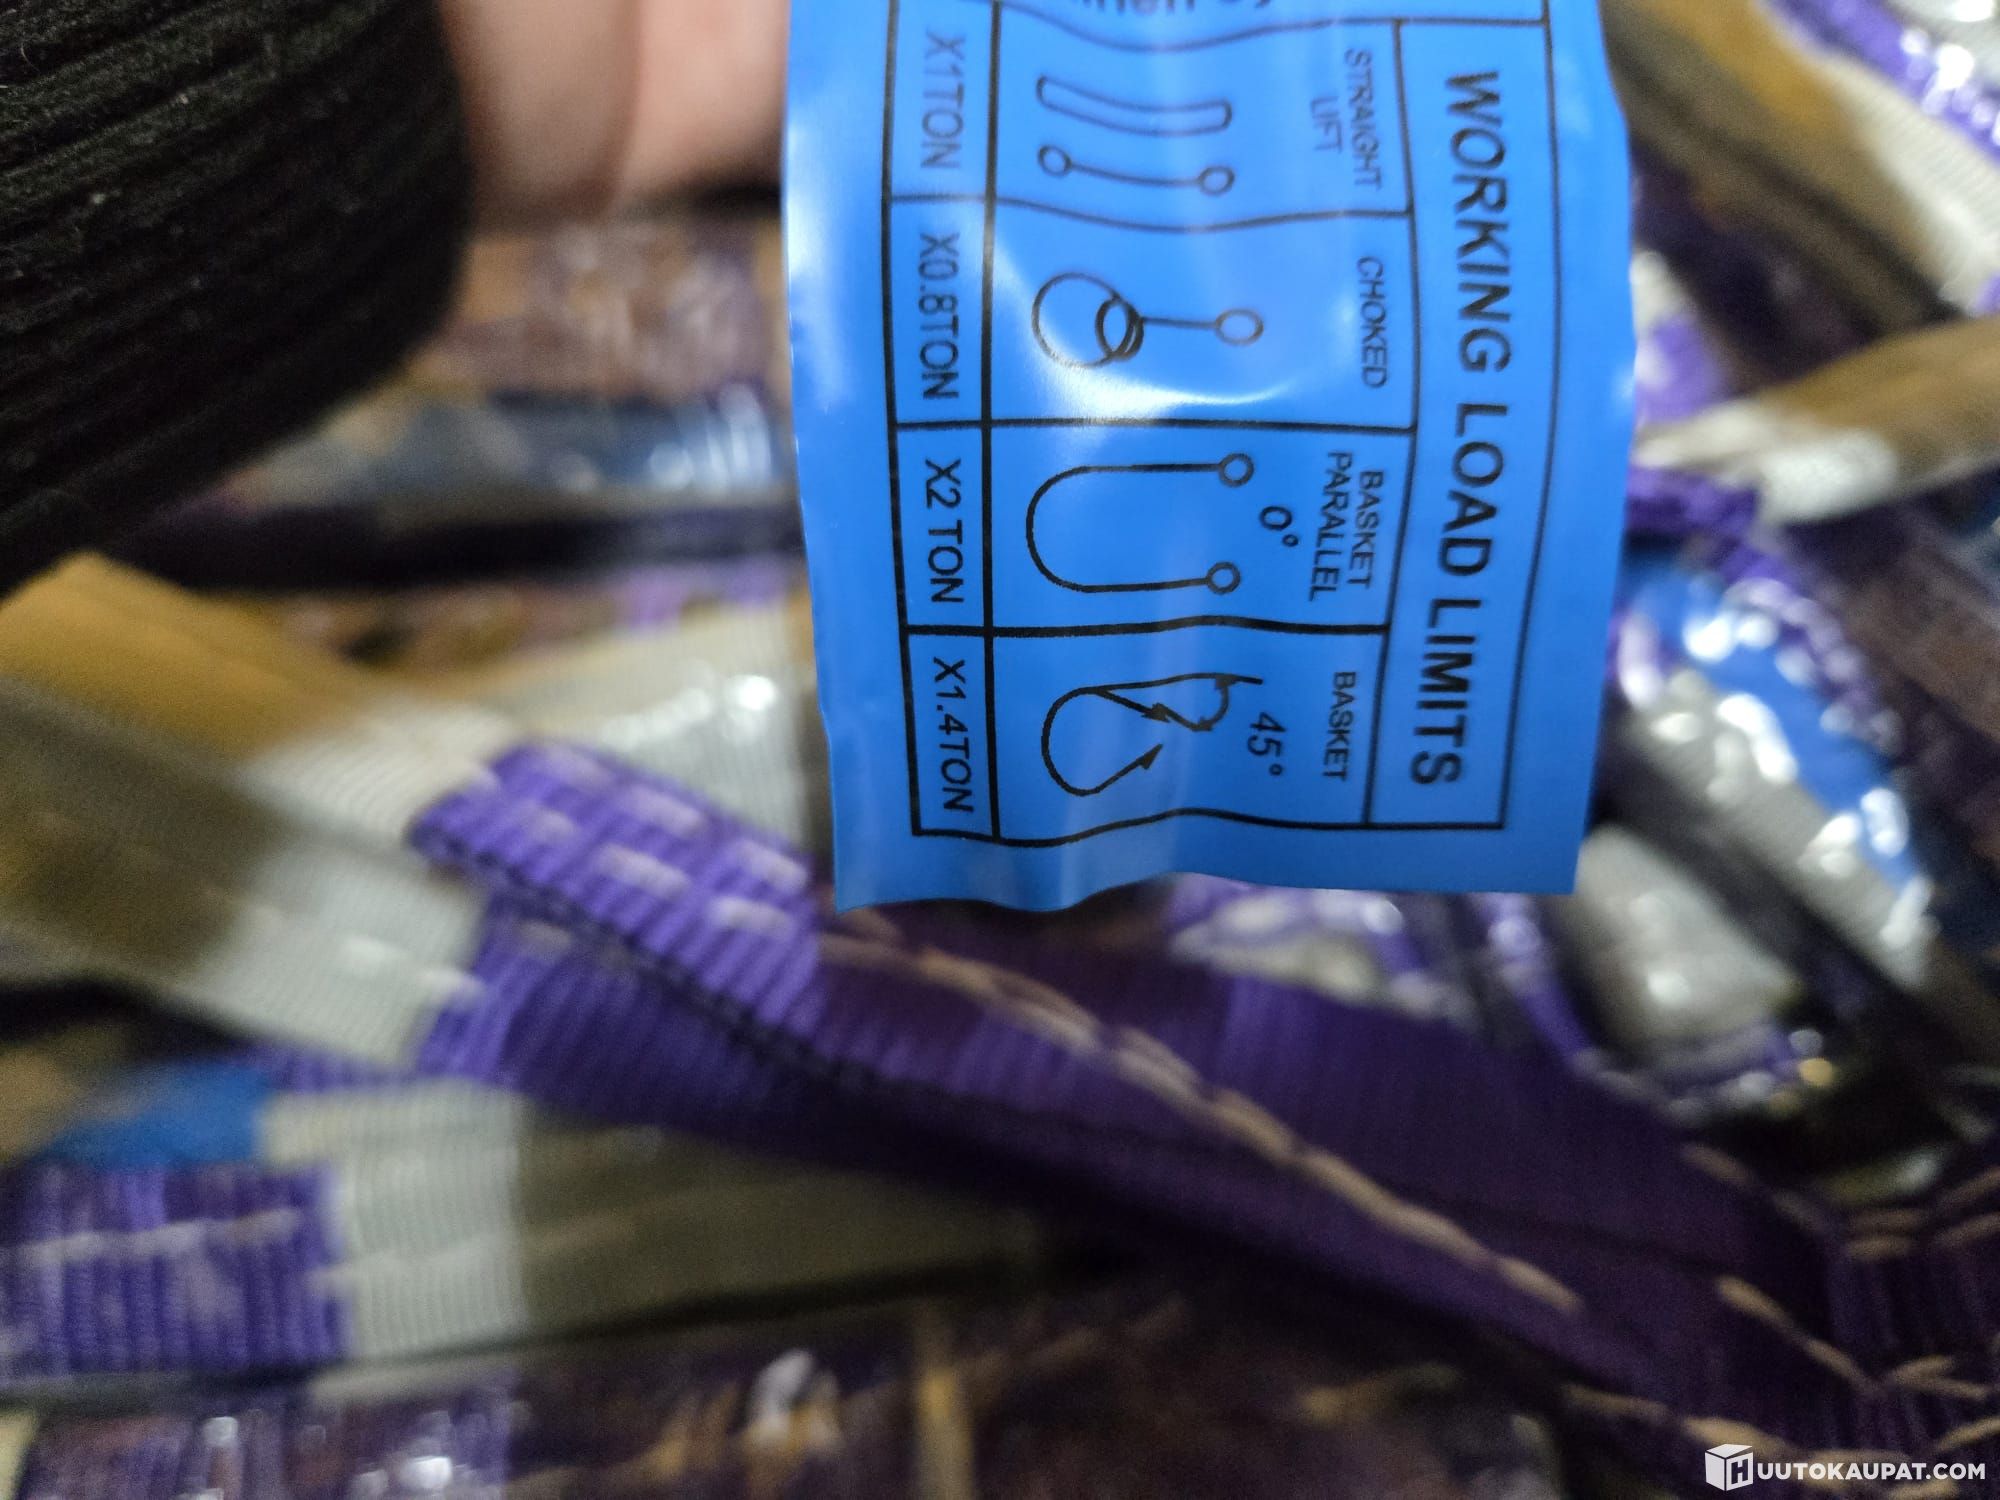 WORKING LOAD LIMITS
STRAIGHT
LIFT
CHOKED
BASKET
PARALLEL
BASKET
0°
45°
X1TON
X0.8TON
X2 TON
X1.4TON
HUUTOKAUPAT.COM